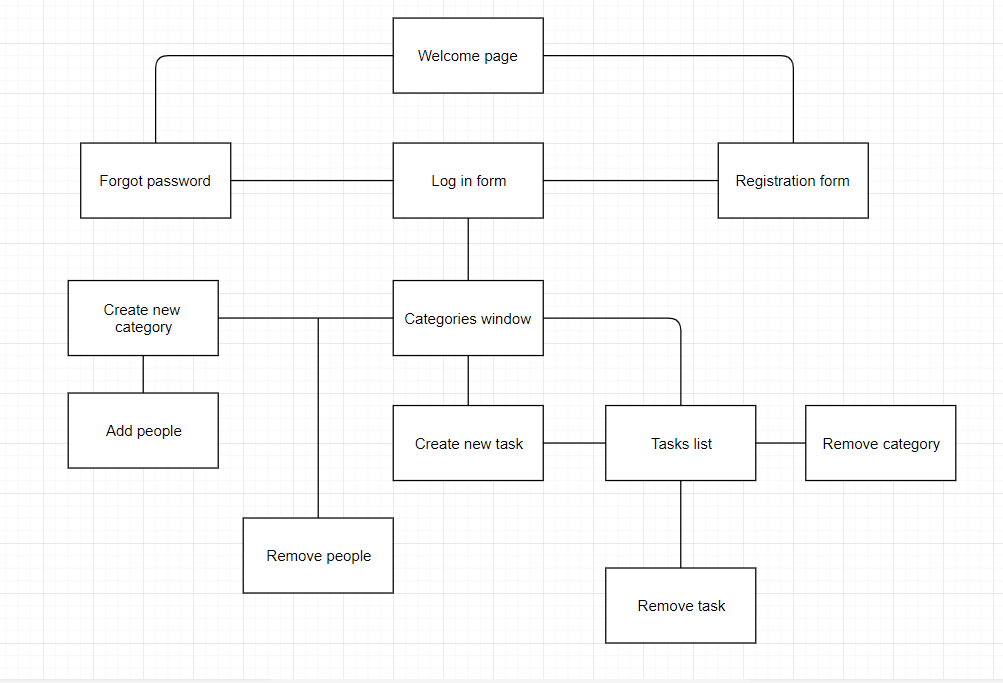 Welcome page
Forgot password
Log in form
Registration form
Create new
category
Categories window
Add people
Create new task
Tasks list
Remove category
Remove people
Remove task